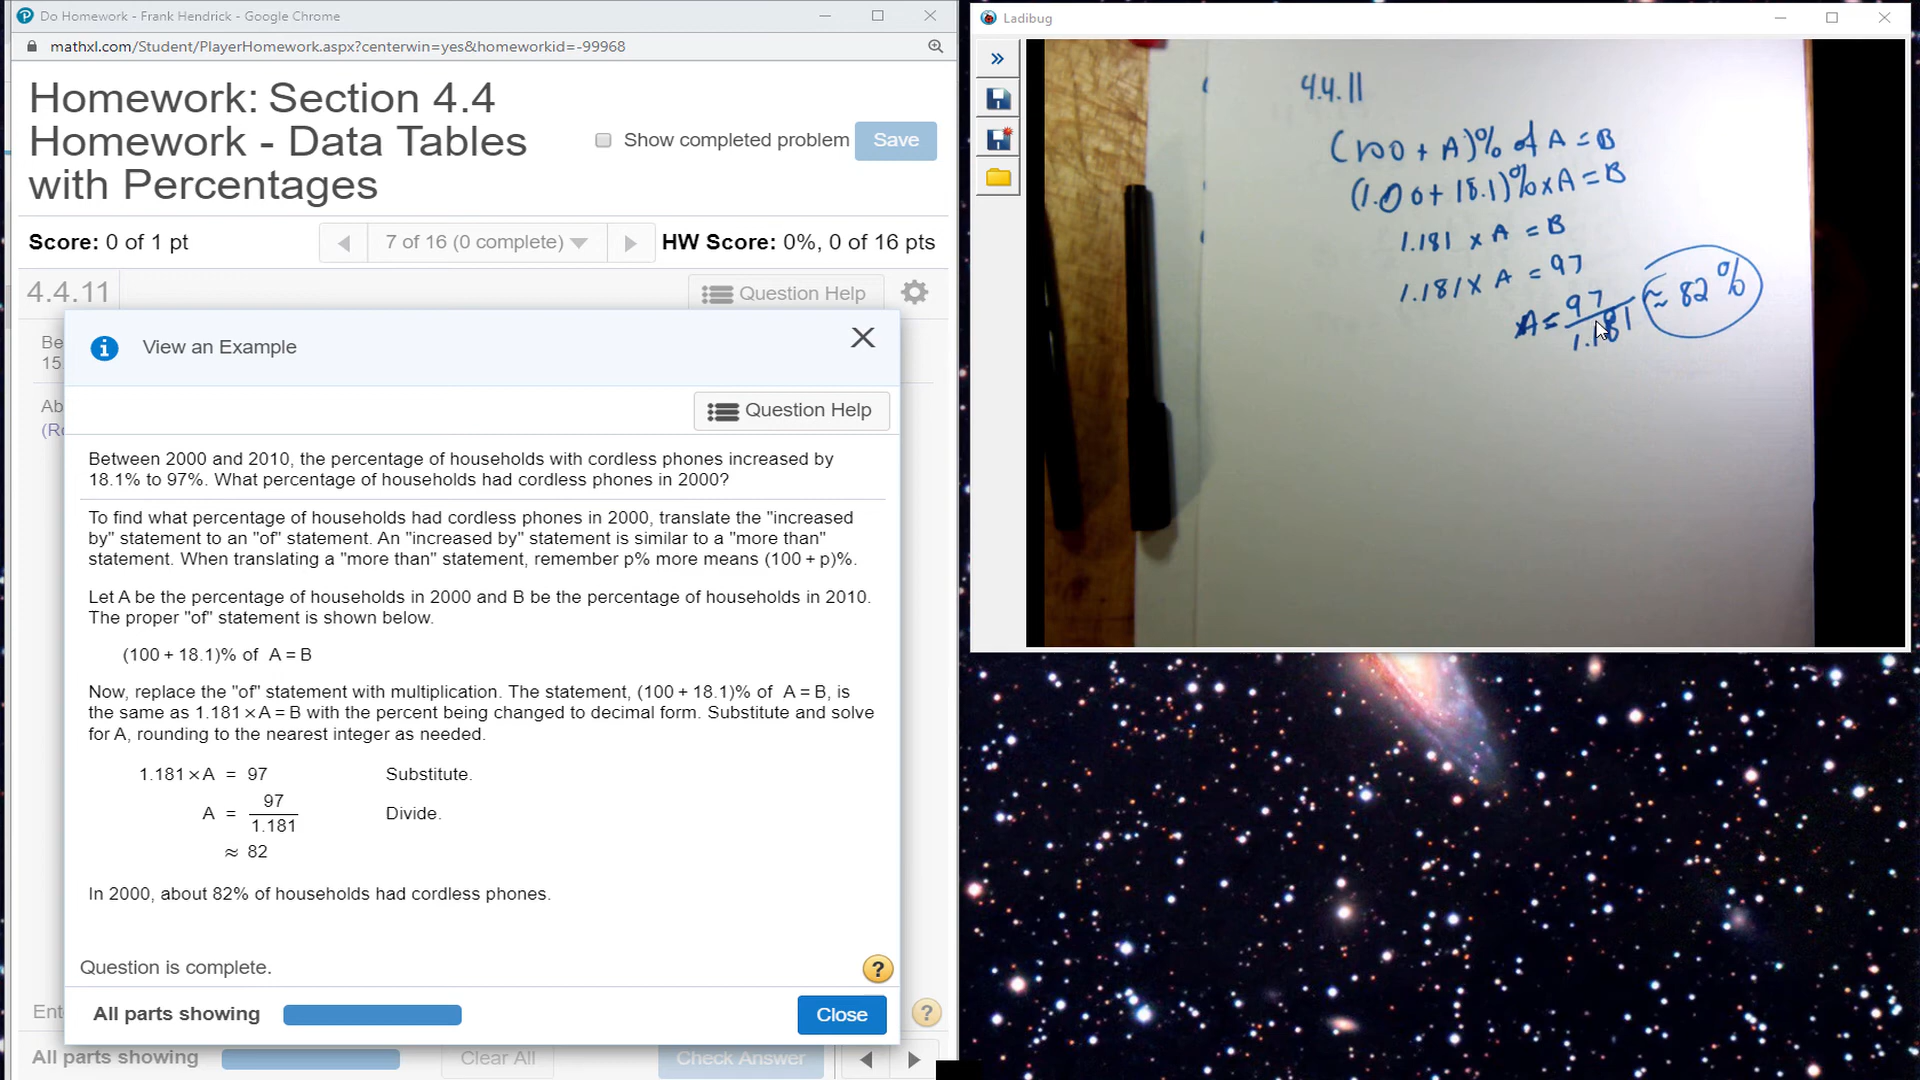 Do Homework - Frank Hendrick - Google Chrome
mathxl.com/Student/PlayerHomework.aspx?centerwin=yes&homeworkid=-99968
Homework: Section 4.4
Homework - Data Tables
with Percentages
Show completed problem
Save
Score: 0 of 1 pt
7 of 16 (0 complete)
HW Score: 0%, 0 of 16 pts
4.4.11
Question Help
Be
15.
Ab
(Ro
View an Example
Question Help
Between 2000 and 2010, the percentage of households with cordless phones increased by
18.1% to 97%. What percentage of households had cordless phones in 2000?
To find what percentage of households had cordless phones in 2000, translate the "increased
by" statement to an "of" statement. An "increased by" statement is similar to a "more than"
statement. When translating a "more than" statement, remember p% more means (100 + p)%.
Let A be the percentage of households in 2000 and B be the percentage of households in 2010.
The proper "of" statement is shown below.
(100 + 18.1)% of A = B
Now, replace the "of" statement with multiplication. The statement, (100 + 18.1)% of A = B, is
the same as 1.181 × A = B with the percent being changed to decimal form. Substitute and solve
for A, rounding to the nearest integer as needed.
1.181 × A = 97 Substitute.
A = 97/1.181 Divide.
≈ 82
In 2000, about 82% of households had cordless phones.
Question is complete.
?
All parts showing
Close
Ent
?
All parts showing
Clear All
Check Answer
Ladibug
4.4.11
(100 + A)% of A = B
(1.00 + 18.1)% x A = B
1.181 x A = B
1.181 x A = 97
A = 97/1.181 ≈ 82%